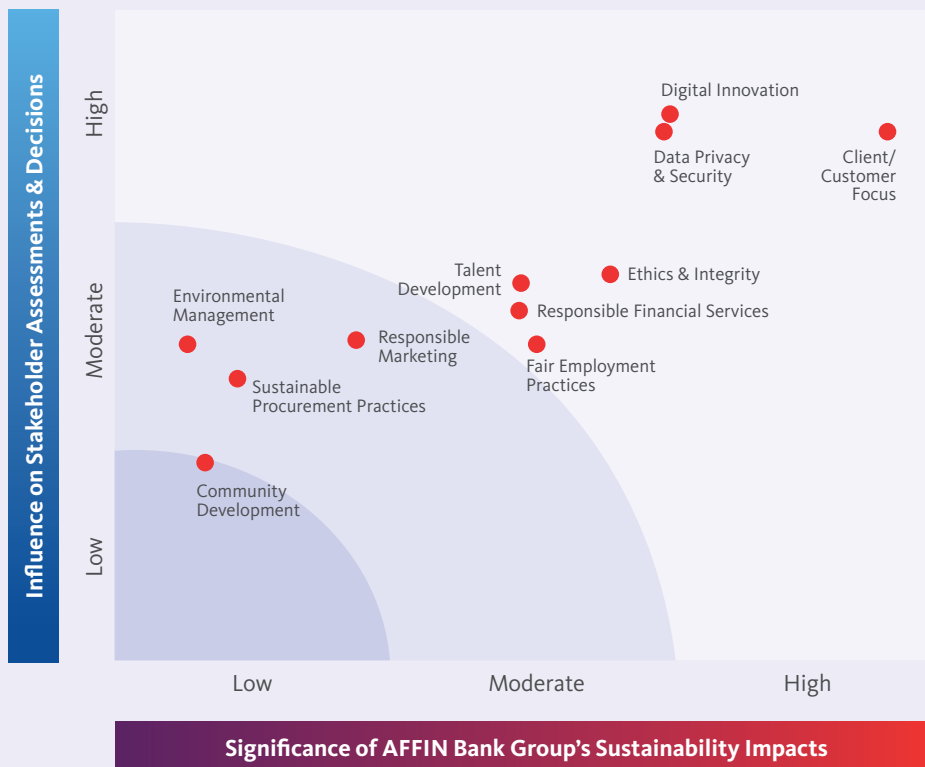 Influence on Stakeholder Assessments & Decisions
High
Moderate
Low
Digital Innovation
Data Privacy
& Security
Client/
Customer
Focus
Talent
Development
Ethics & Integrity
Responsible Financial Services
Fair Employment
Practices
Environmental
Management
Responsible
Marketing
Sustainable
Procurement Practices
Community
Development
Low
Moderate
High
Significance of AFFIN Bank Group's Sustainability Impacts